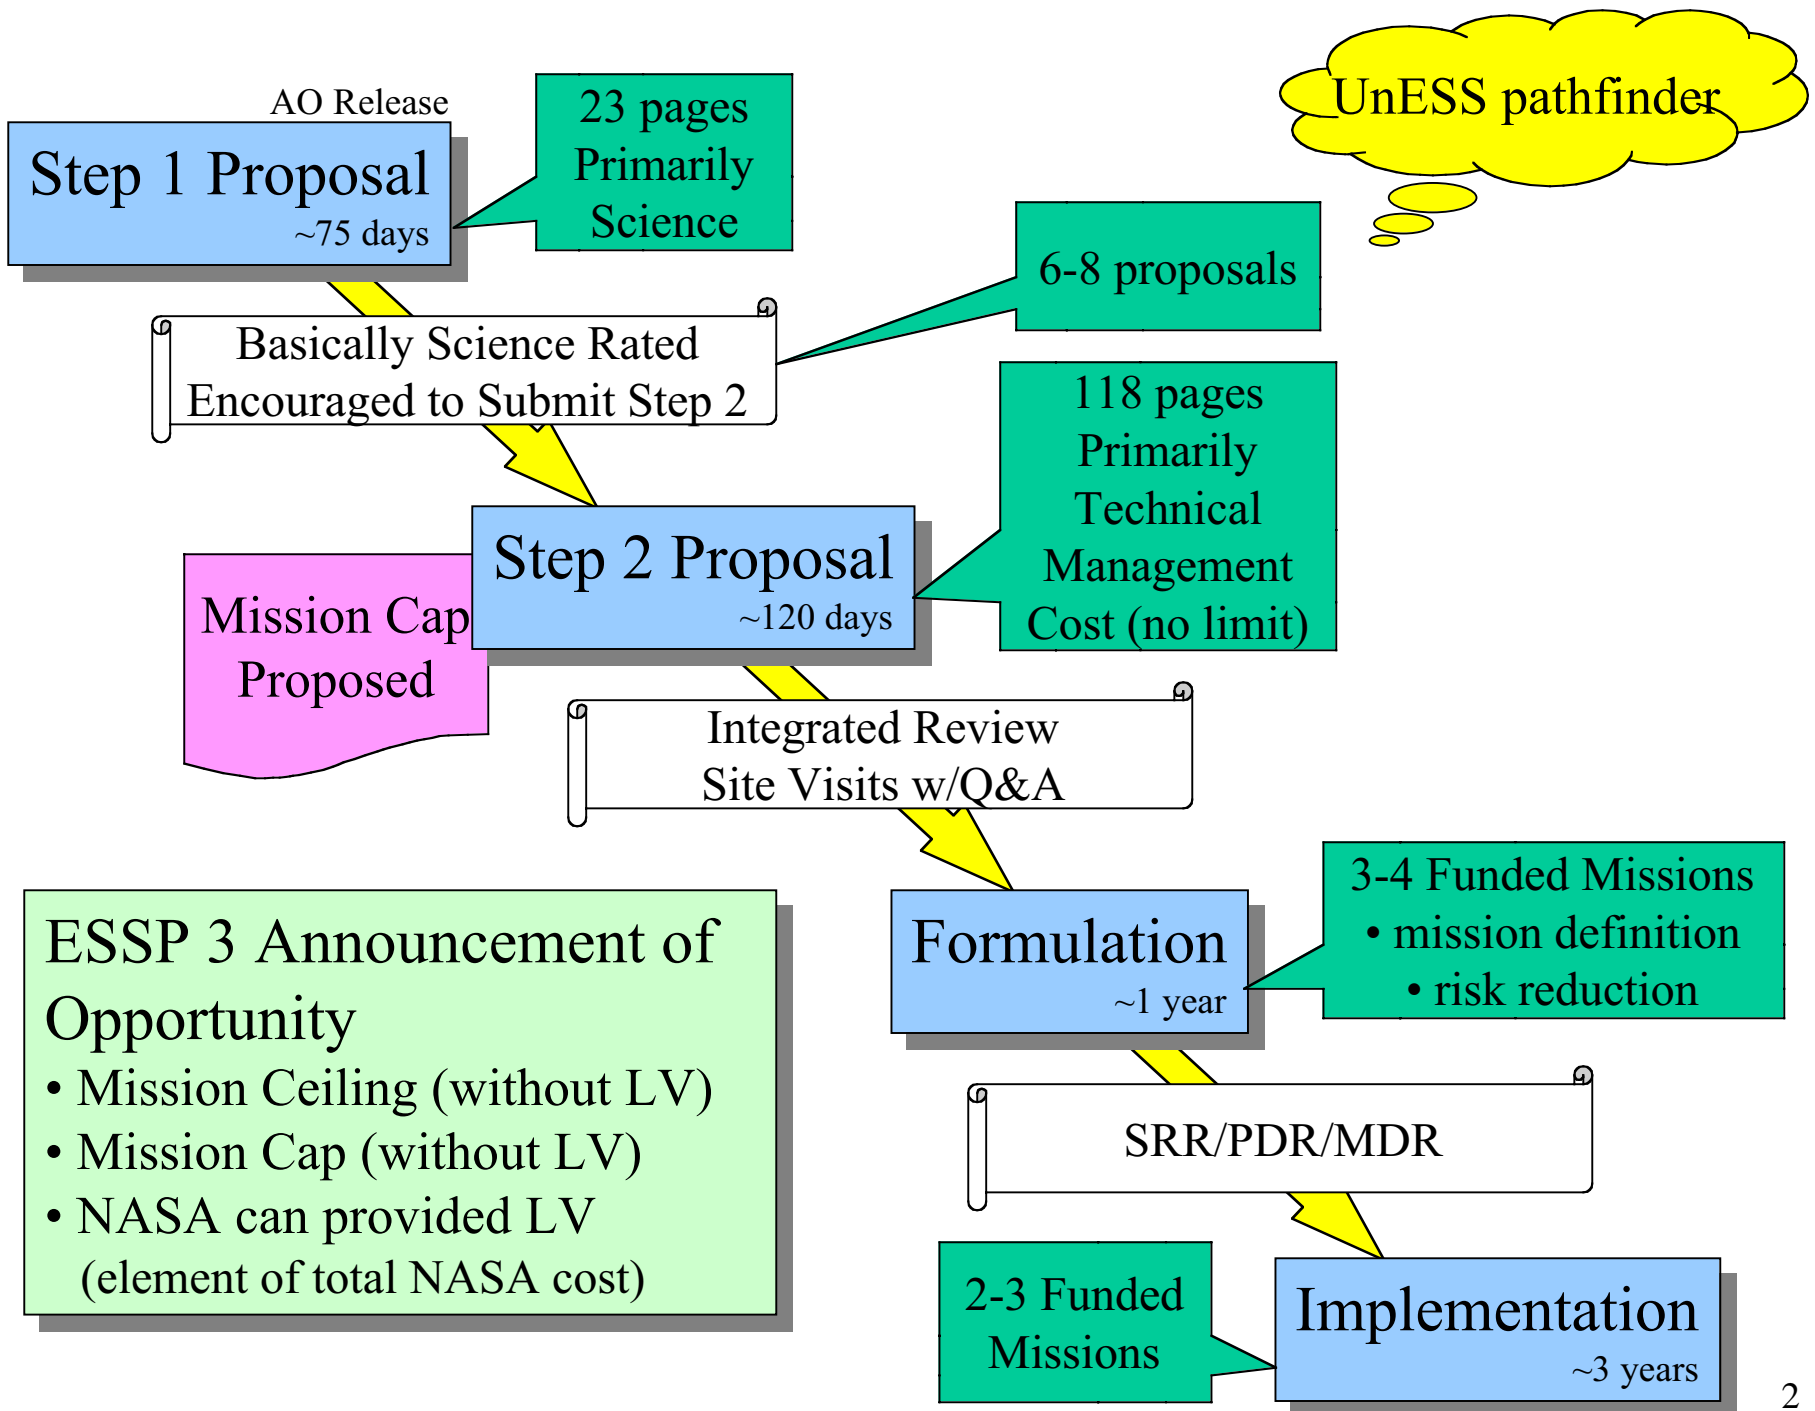 UnESS pathfinder
AO Release
Step 1 Proposal
~75 days
23 pages
Primarily
Science
6-8 proposals
Basically Science Rated
Encouraged to Submit Step 2
118 pages
Primarily
Technical
Management
Cost (no limit)
Step 2 Proposal
~120 days
Mission Cap
Proposed
Integrated Review
Site Visits w/Q&A
3-4 Funded Missions
• mission definition
• risk reduction
Formulation
~1 year
ESSP 3 Announcement of
Opportunity
• Mission Ceiling (without LV)
• Mission Cap (without LV)
• NASA can provided LV
(element of total NASA cost)
SRR/PDR/MDR
2-3 Funded
Missions
Implementation
~3 years
2